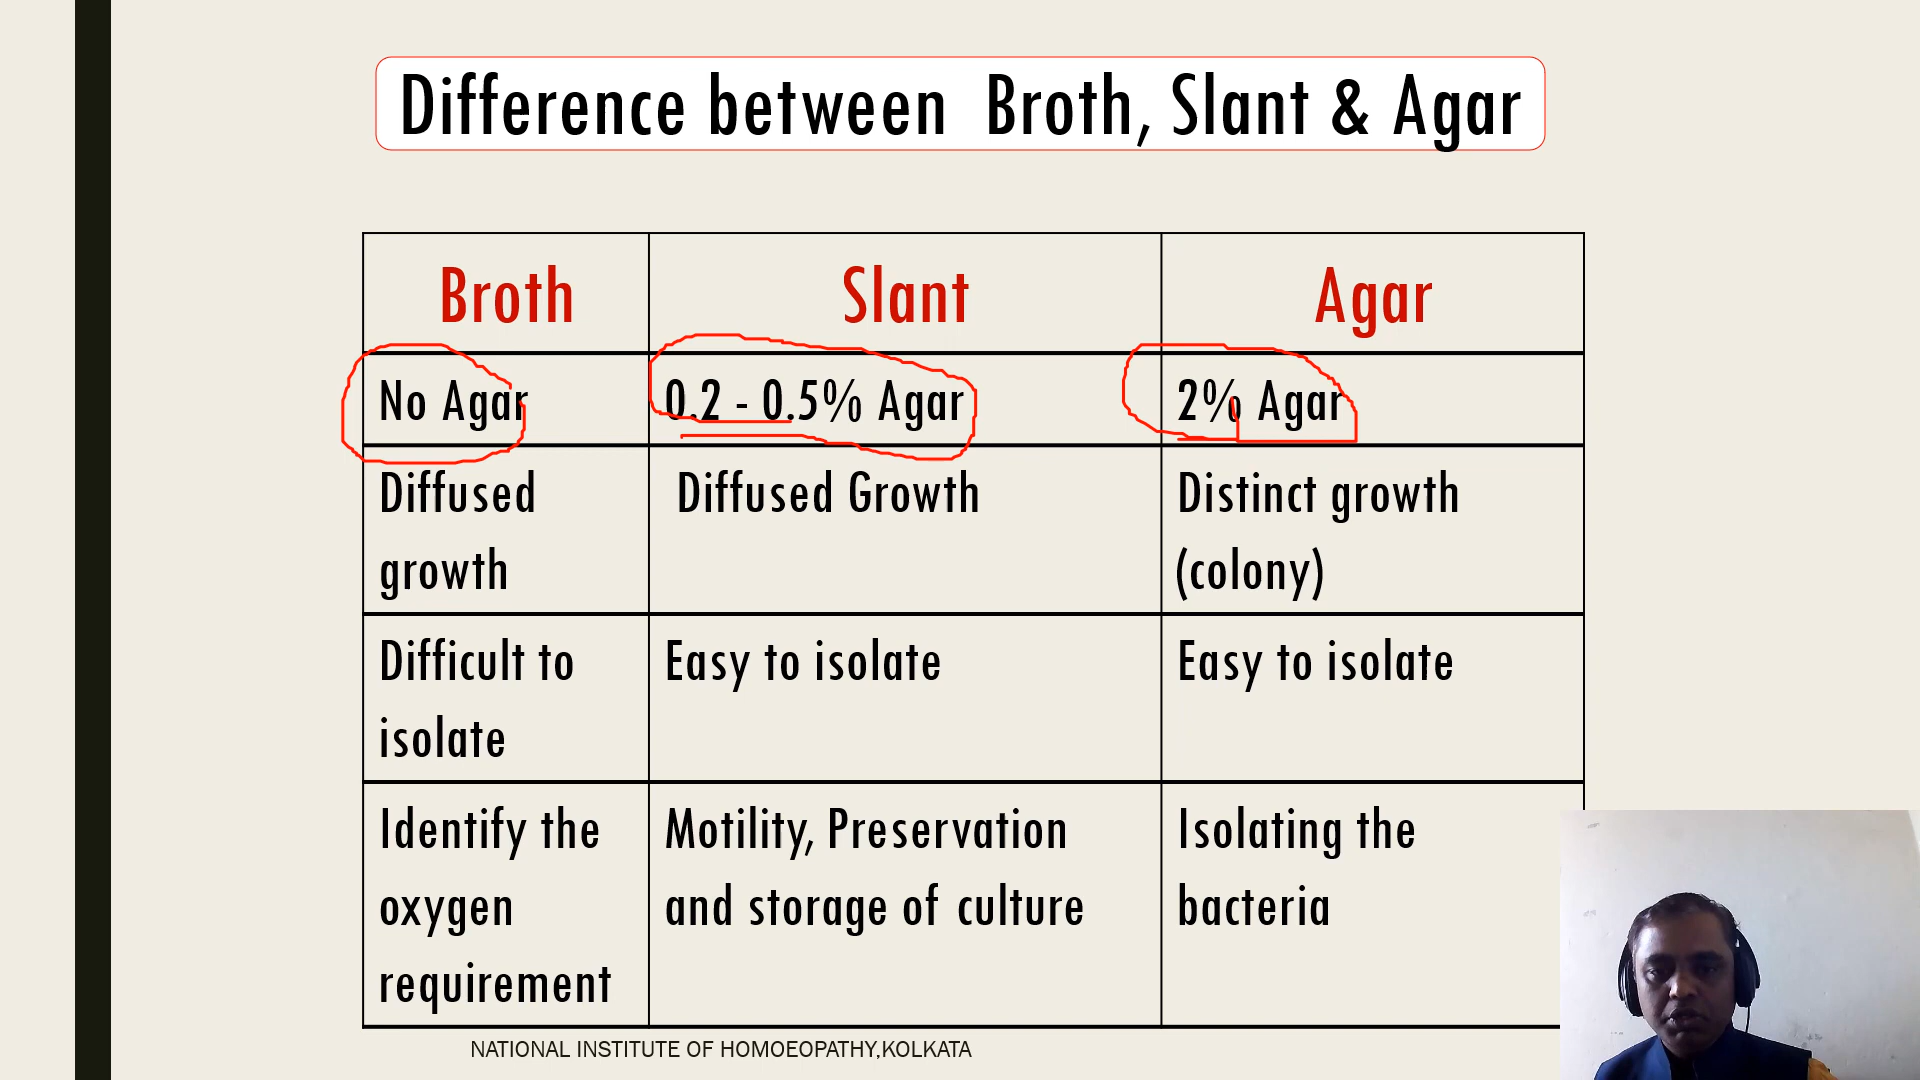 Difference between Broth, Slant & Agar
Broth Slant Agar
No Agar 0.2 - 0.5% Agar 2% Agar
Diffused Diffused Growth Distinct growth
growth (colony)
Difficult to Easy to isolate Easy to isolate
isolate
Identify the Motility, Preservation Isolating the
oxygen and storage of culture bacteria
requirement
NATIONAL INSTITUTE OF HOMOEOPATHY,KOLKATA